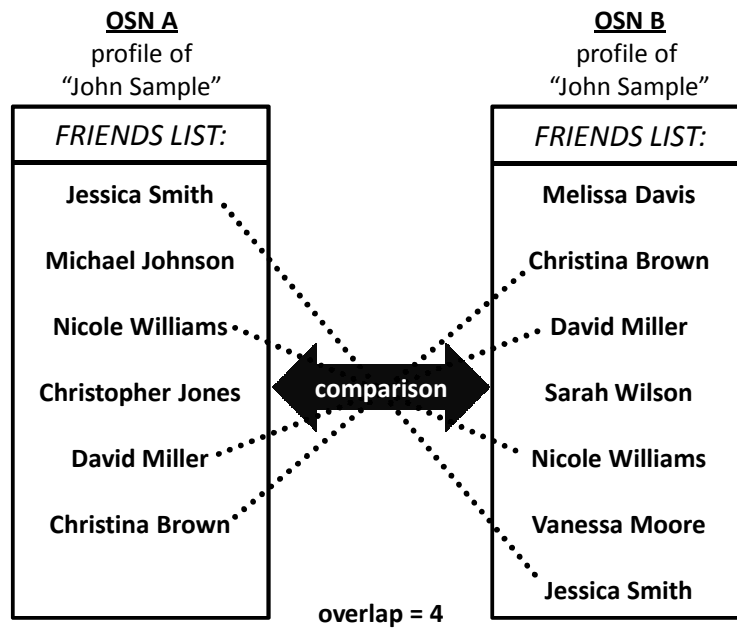 OSN A
profile of
“John Sample”
FRIENDS LIST:
Jessica Smith
Michael Johnson
Nicole Williams
Christopher Jones
David Miller
Christina Brown
comparison
overlap = 4
OSN B
profile of
“John Sample”
FRIENDS LIST:
Melissa Davis
Christina Brown
David Miller
Sarah Wilson
Nicole Williams
Vanessa Moore
Jessica Smith